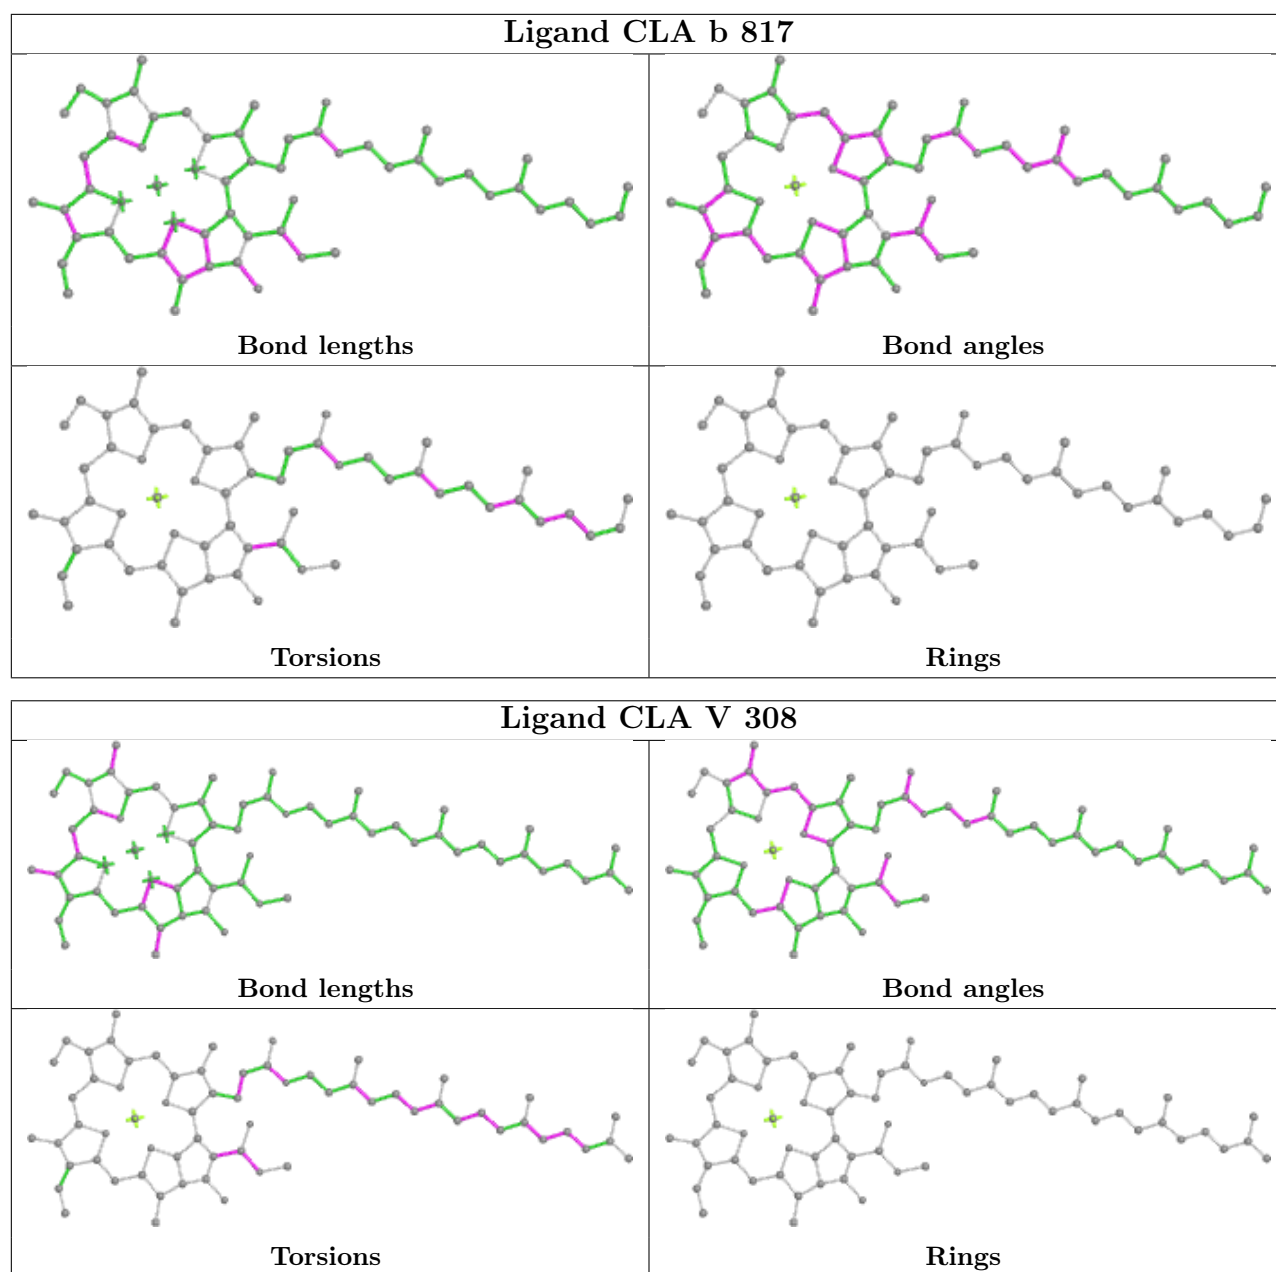 Ligand CLA b 817
Bond lengths
Bond angles
Torsions
Rings
Ligand CLA V 308
Bond lengths
Bond angles
Torsions
Rings